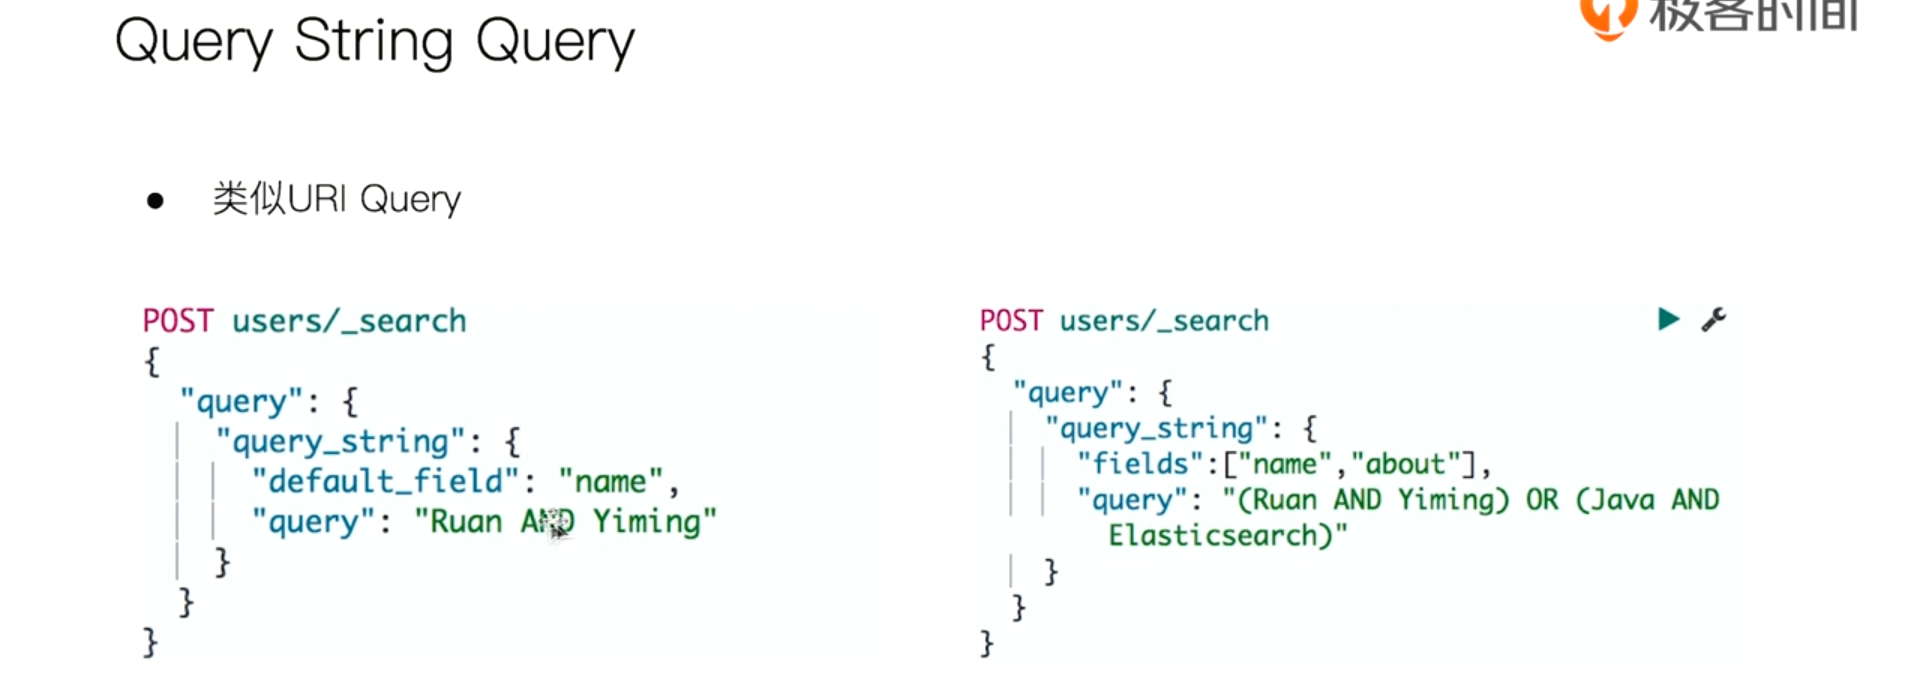 Query String Query
极客时间
● 类似URI Query
POST users/_search
{
  "query": {
    "query_string": {
      "default_field": "name",
      "query": "Ruan AND Yiming"
    }
  }
}
POST users/_search
{
  "query": {
    "query_string": {
      "fields":["name","about"],
      "query": "(Ruan AND Yiming) OR (Java AND
        Elasticsearch)"
    }
  }
}